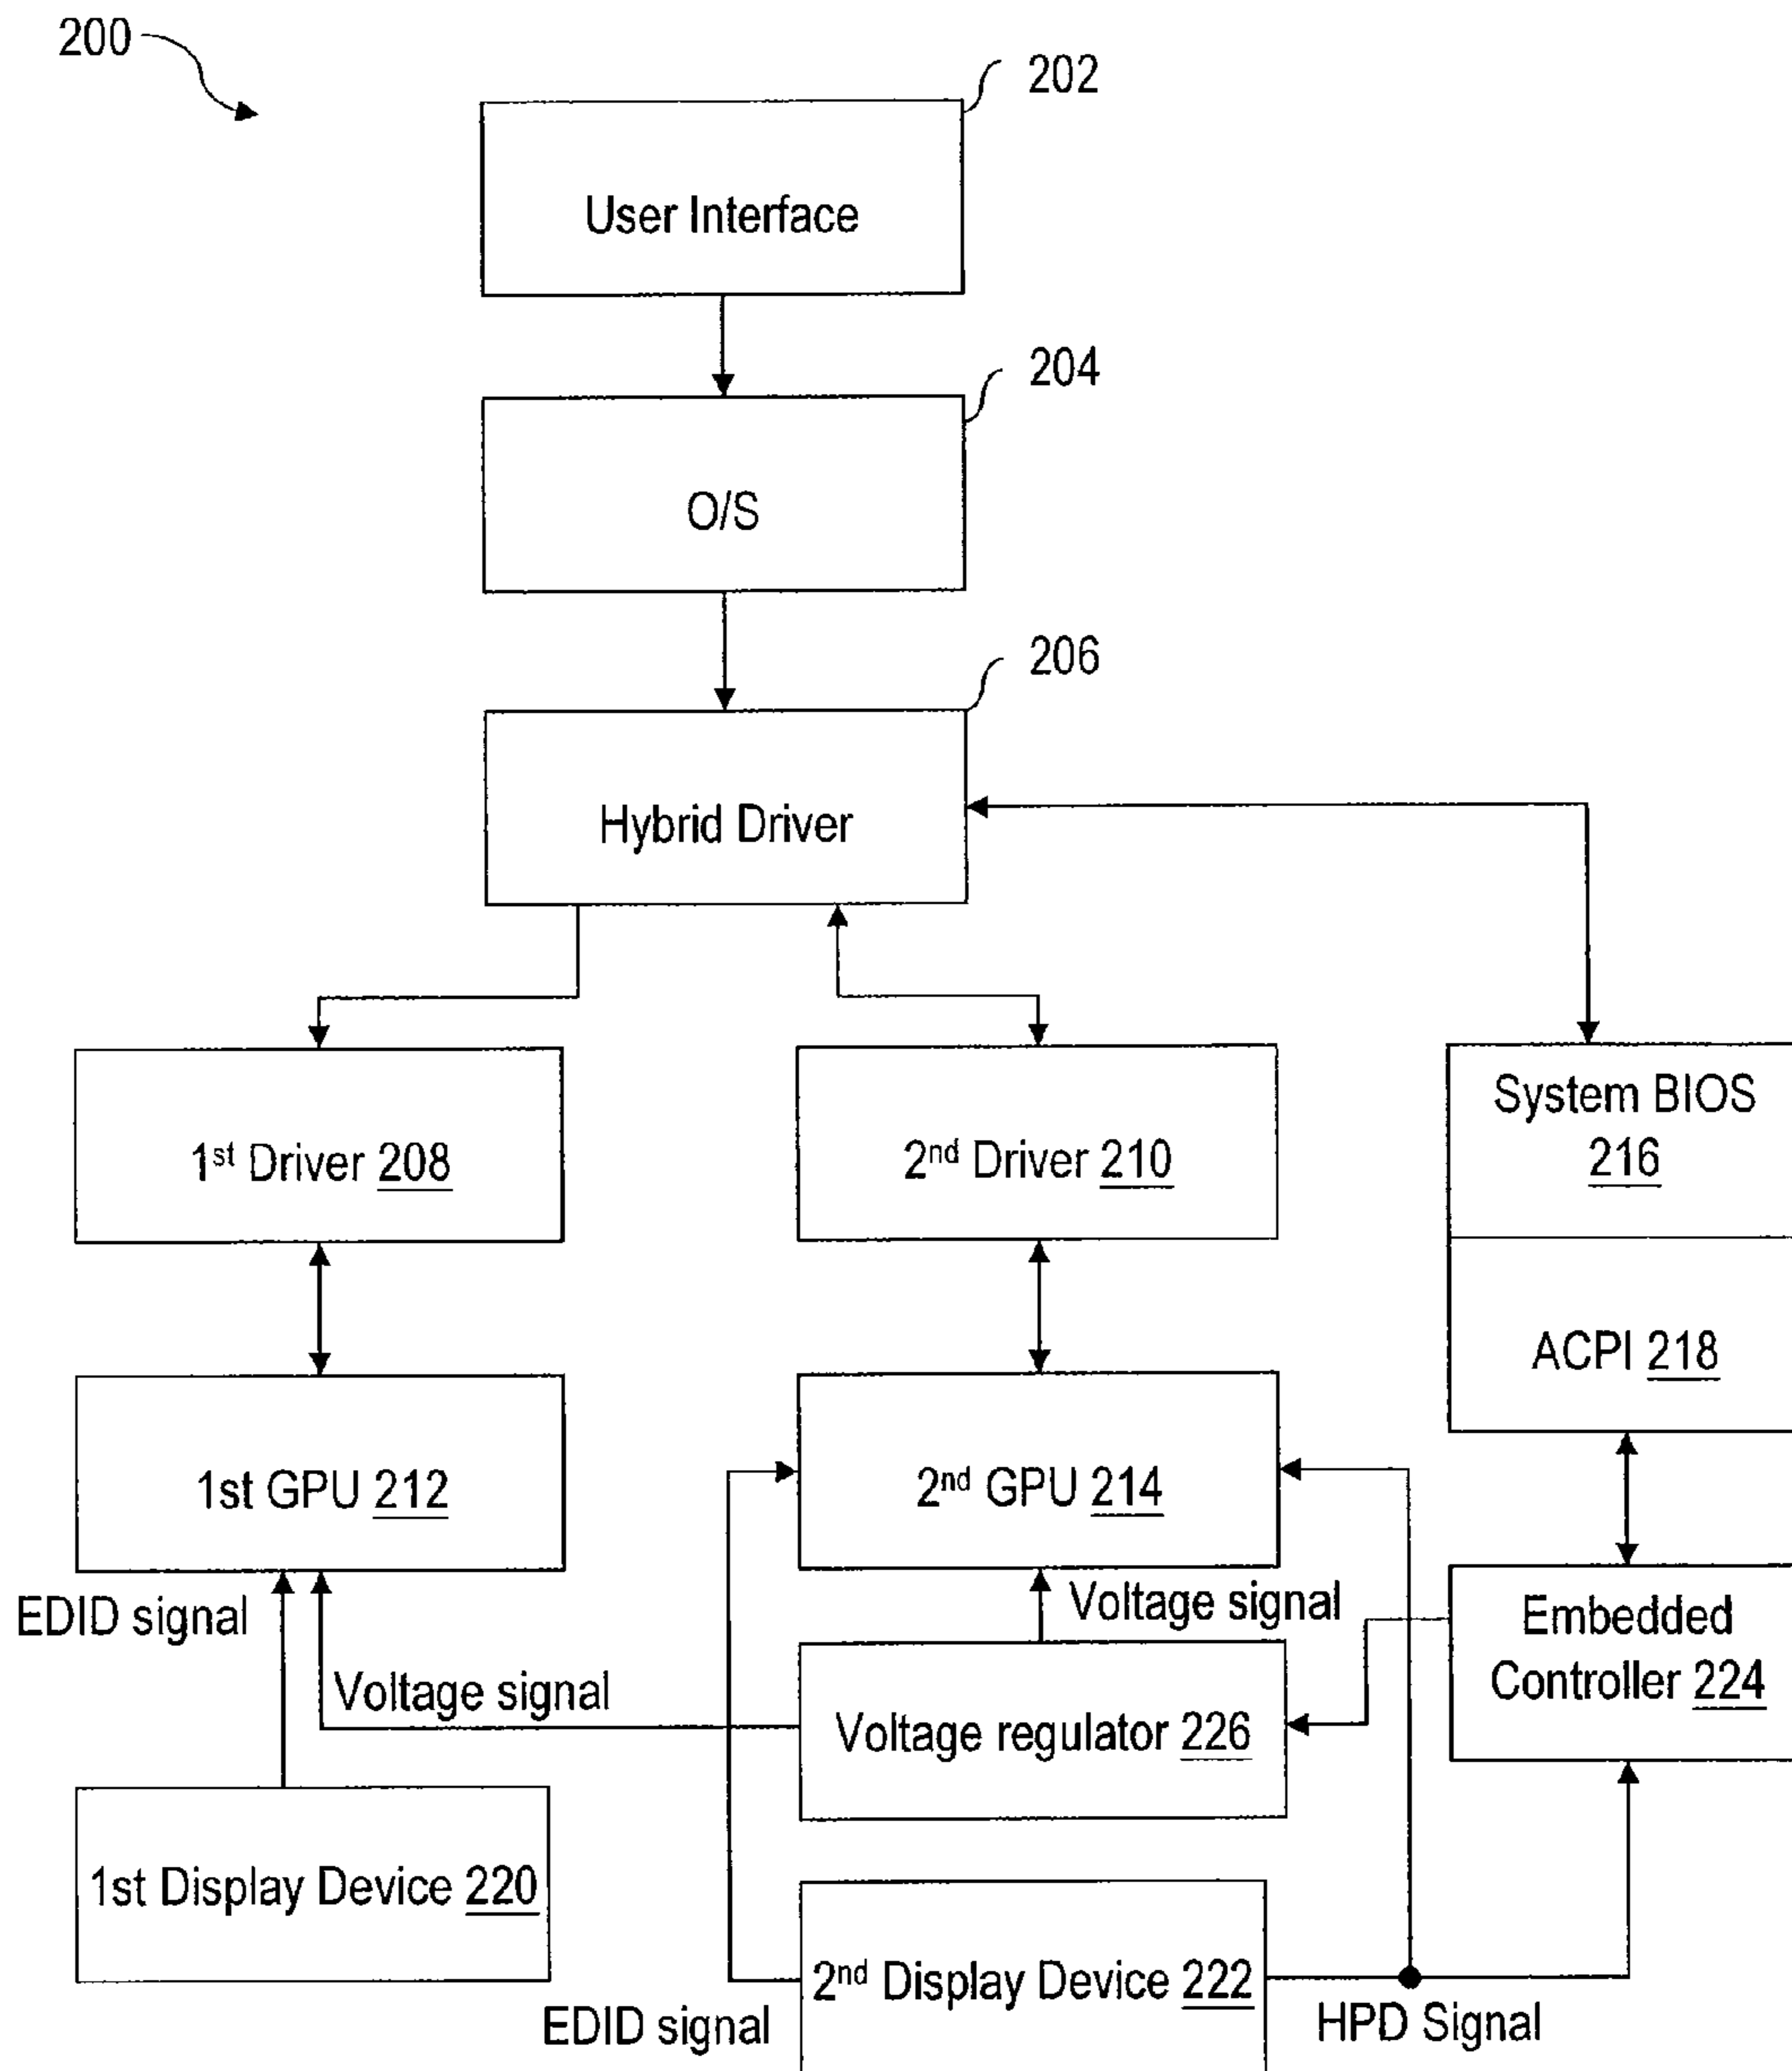 200
202
User Interface
204
O/S
206
Hybrid Driver
1st Driver 208
2nd Driver 210
System BIOS
216
ACPI 218
1st GPU 212
2nd GPU 214
EDID signal
Voltage signal
Embedded
Controller 224
Voltage signal
Voltage regulator 226
1st Display Device 220
2nd Display Device 222
EDID signal
HPD Signal